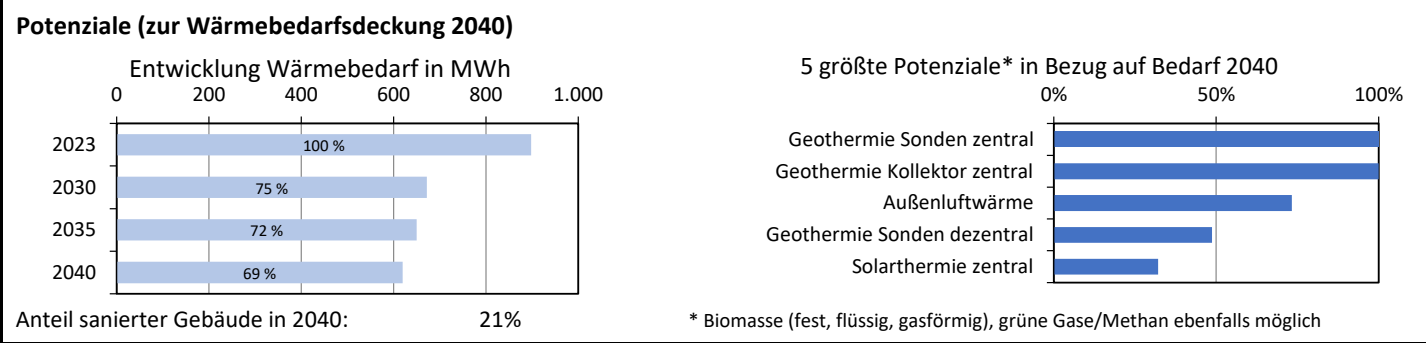 Potenziale (zur Wärmebedarfsdeckung 2040)
Entwicklung Wärmebedarf in MWh
0 200 400 600 800 1.000
2023 100 %
2030 75 %
2035 72 %
2040 69 %
Anteil sanierter Gebäude in 2040: 21%
5 größte Potenziale* in Bezug auf Bedarf 2040
0% 50% 100%
Geothermie Sonden zentral
Geothermie Kollektor zentral
Außenluftwärme
Geothermie Sonden dezentral
Solarthermie zentral
* Biomasse (fest, flüssig, gasförmig), grüne Gase/Methan ebenfalls möglich